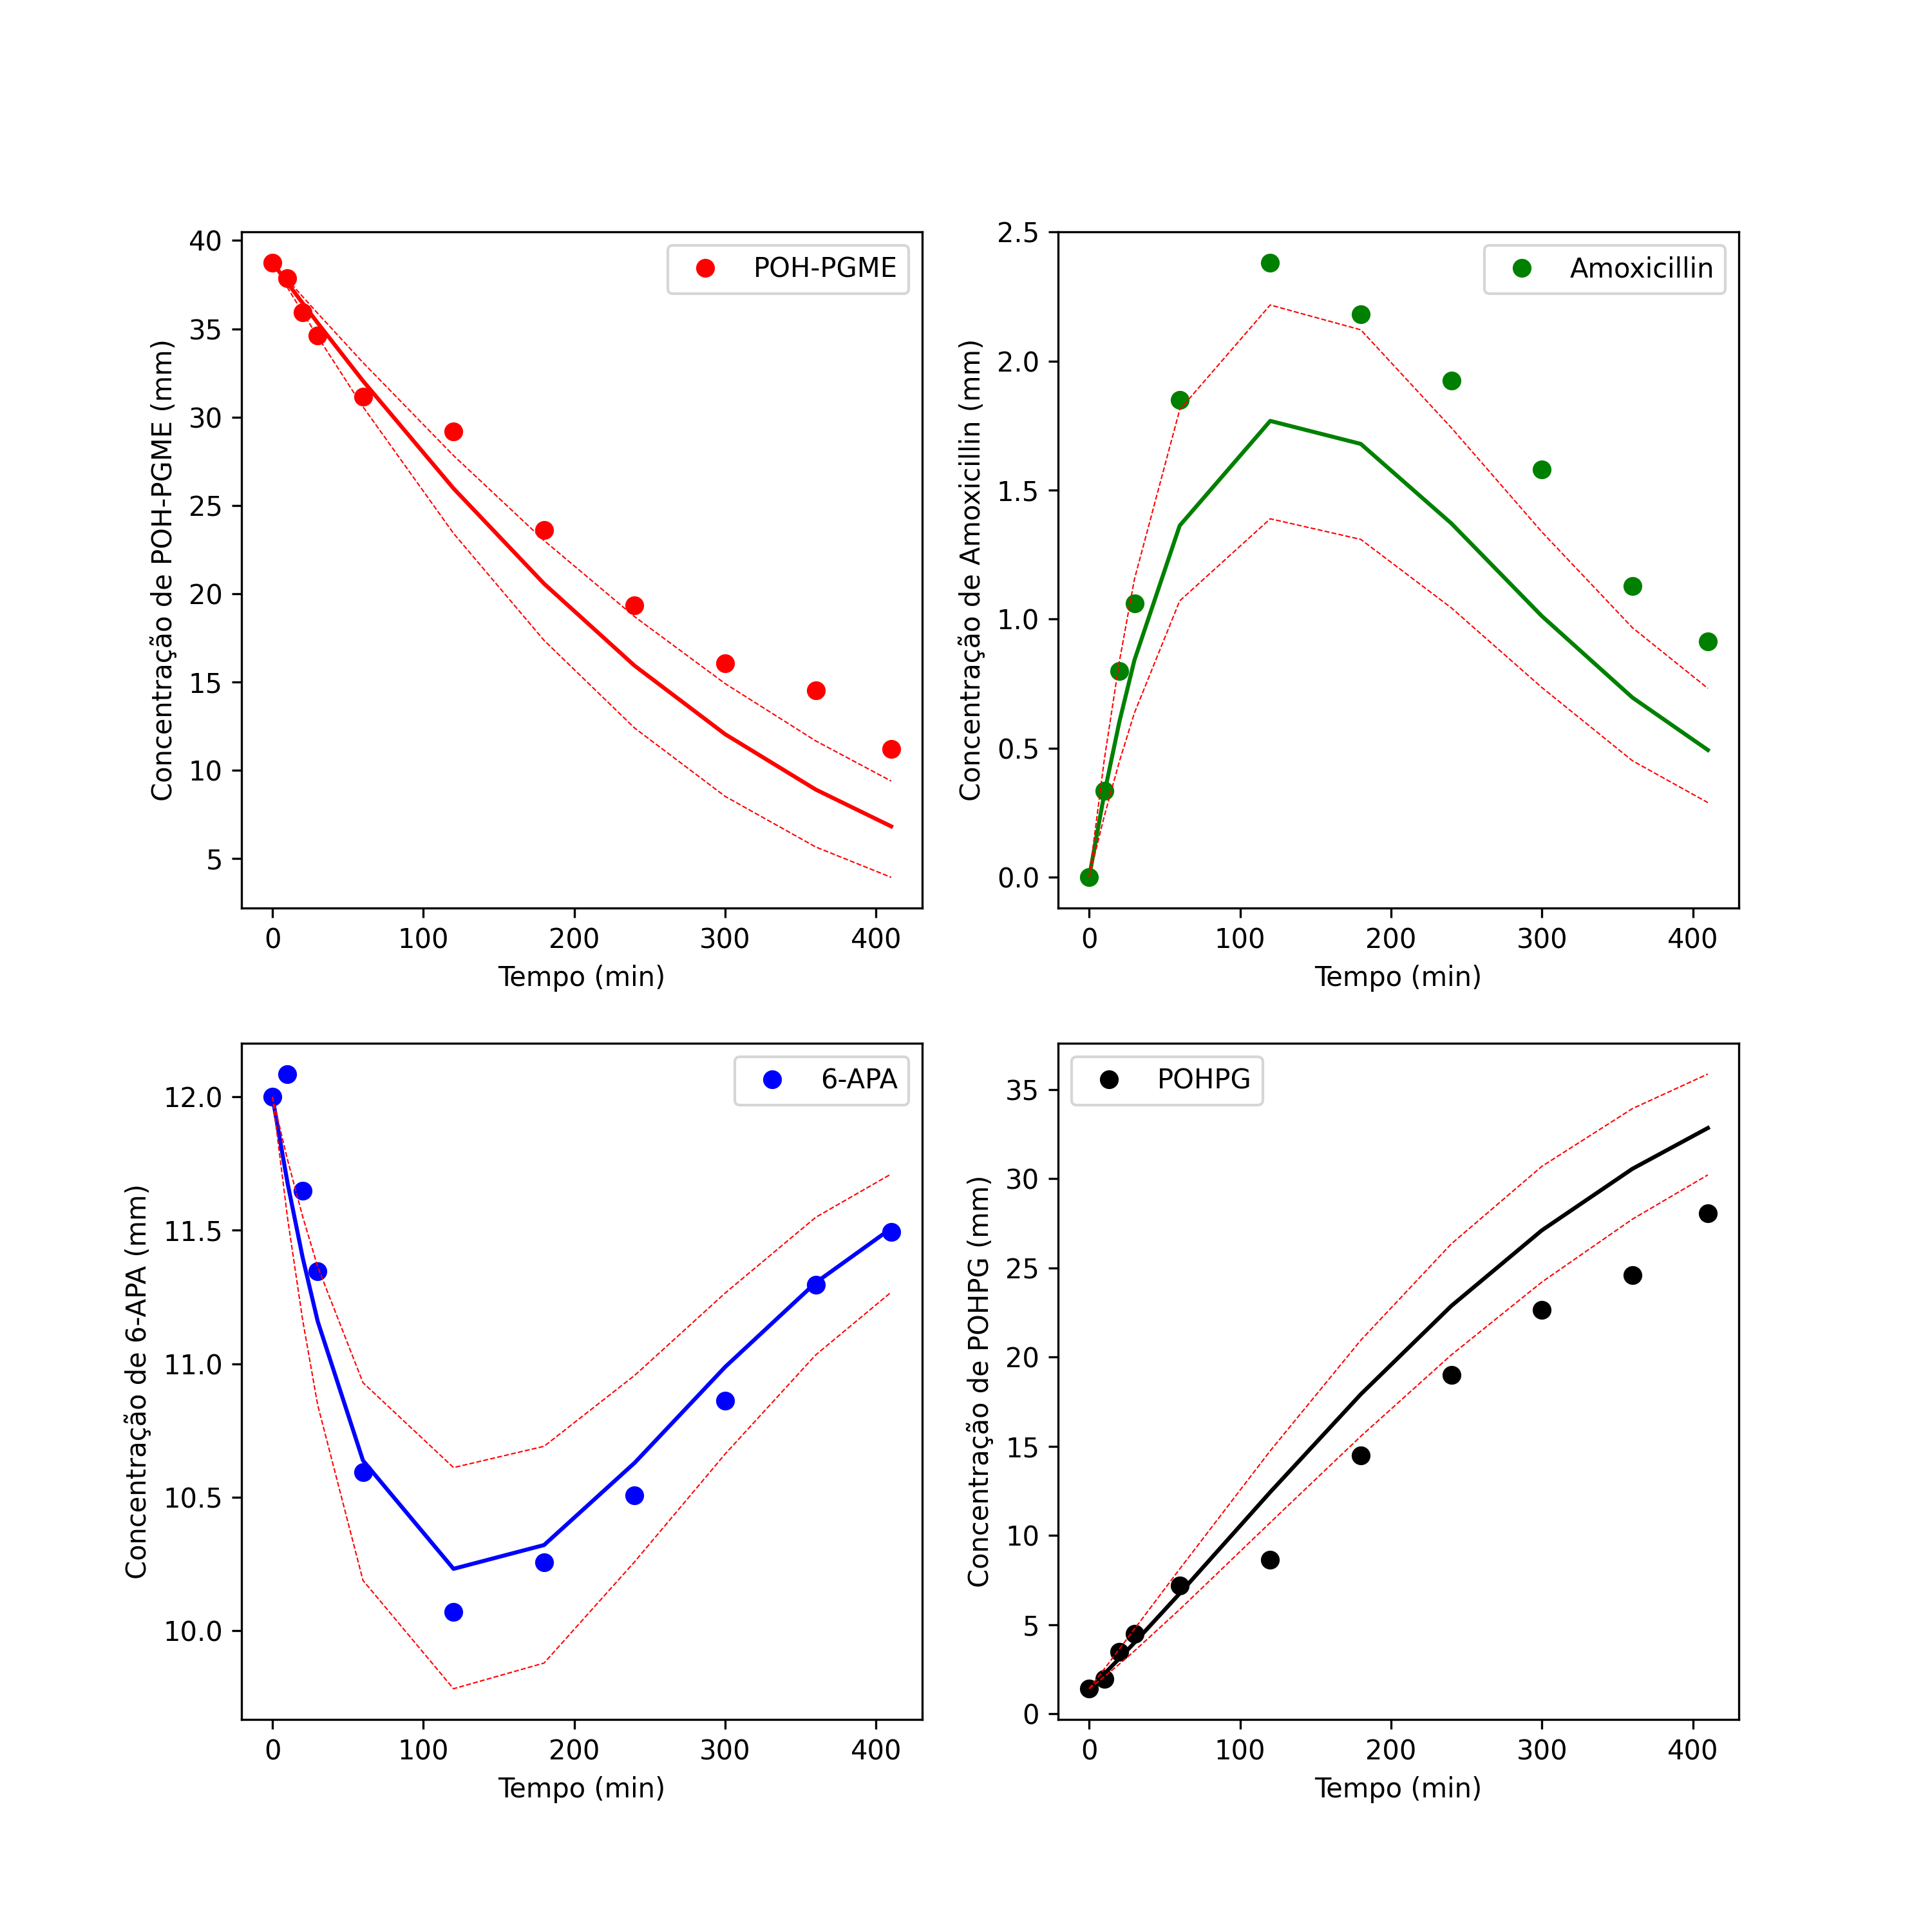 POH-PGME
40
35
30
25
20
15
10
5
Concentração de POH-PGME (mm)
0 100 200 300 400
Tempo (min)
Amoxicillin
2.5
2.0
1.5
1.0
0.5
0.0
Concentração de Amoxicillin (mm)
0 100 200 300 400
Tempo (min)
6-APA
12.0
11.5
11.0
10.5
10.0
Concentração de 6-APA (mm)
0 100 200 300 400
Tempo (min)
POHPG
35
30
25
20
15
10
5
0
Concentração de POHPG (mm)
0 100 200 300 400
Tempo (min)